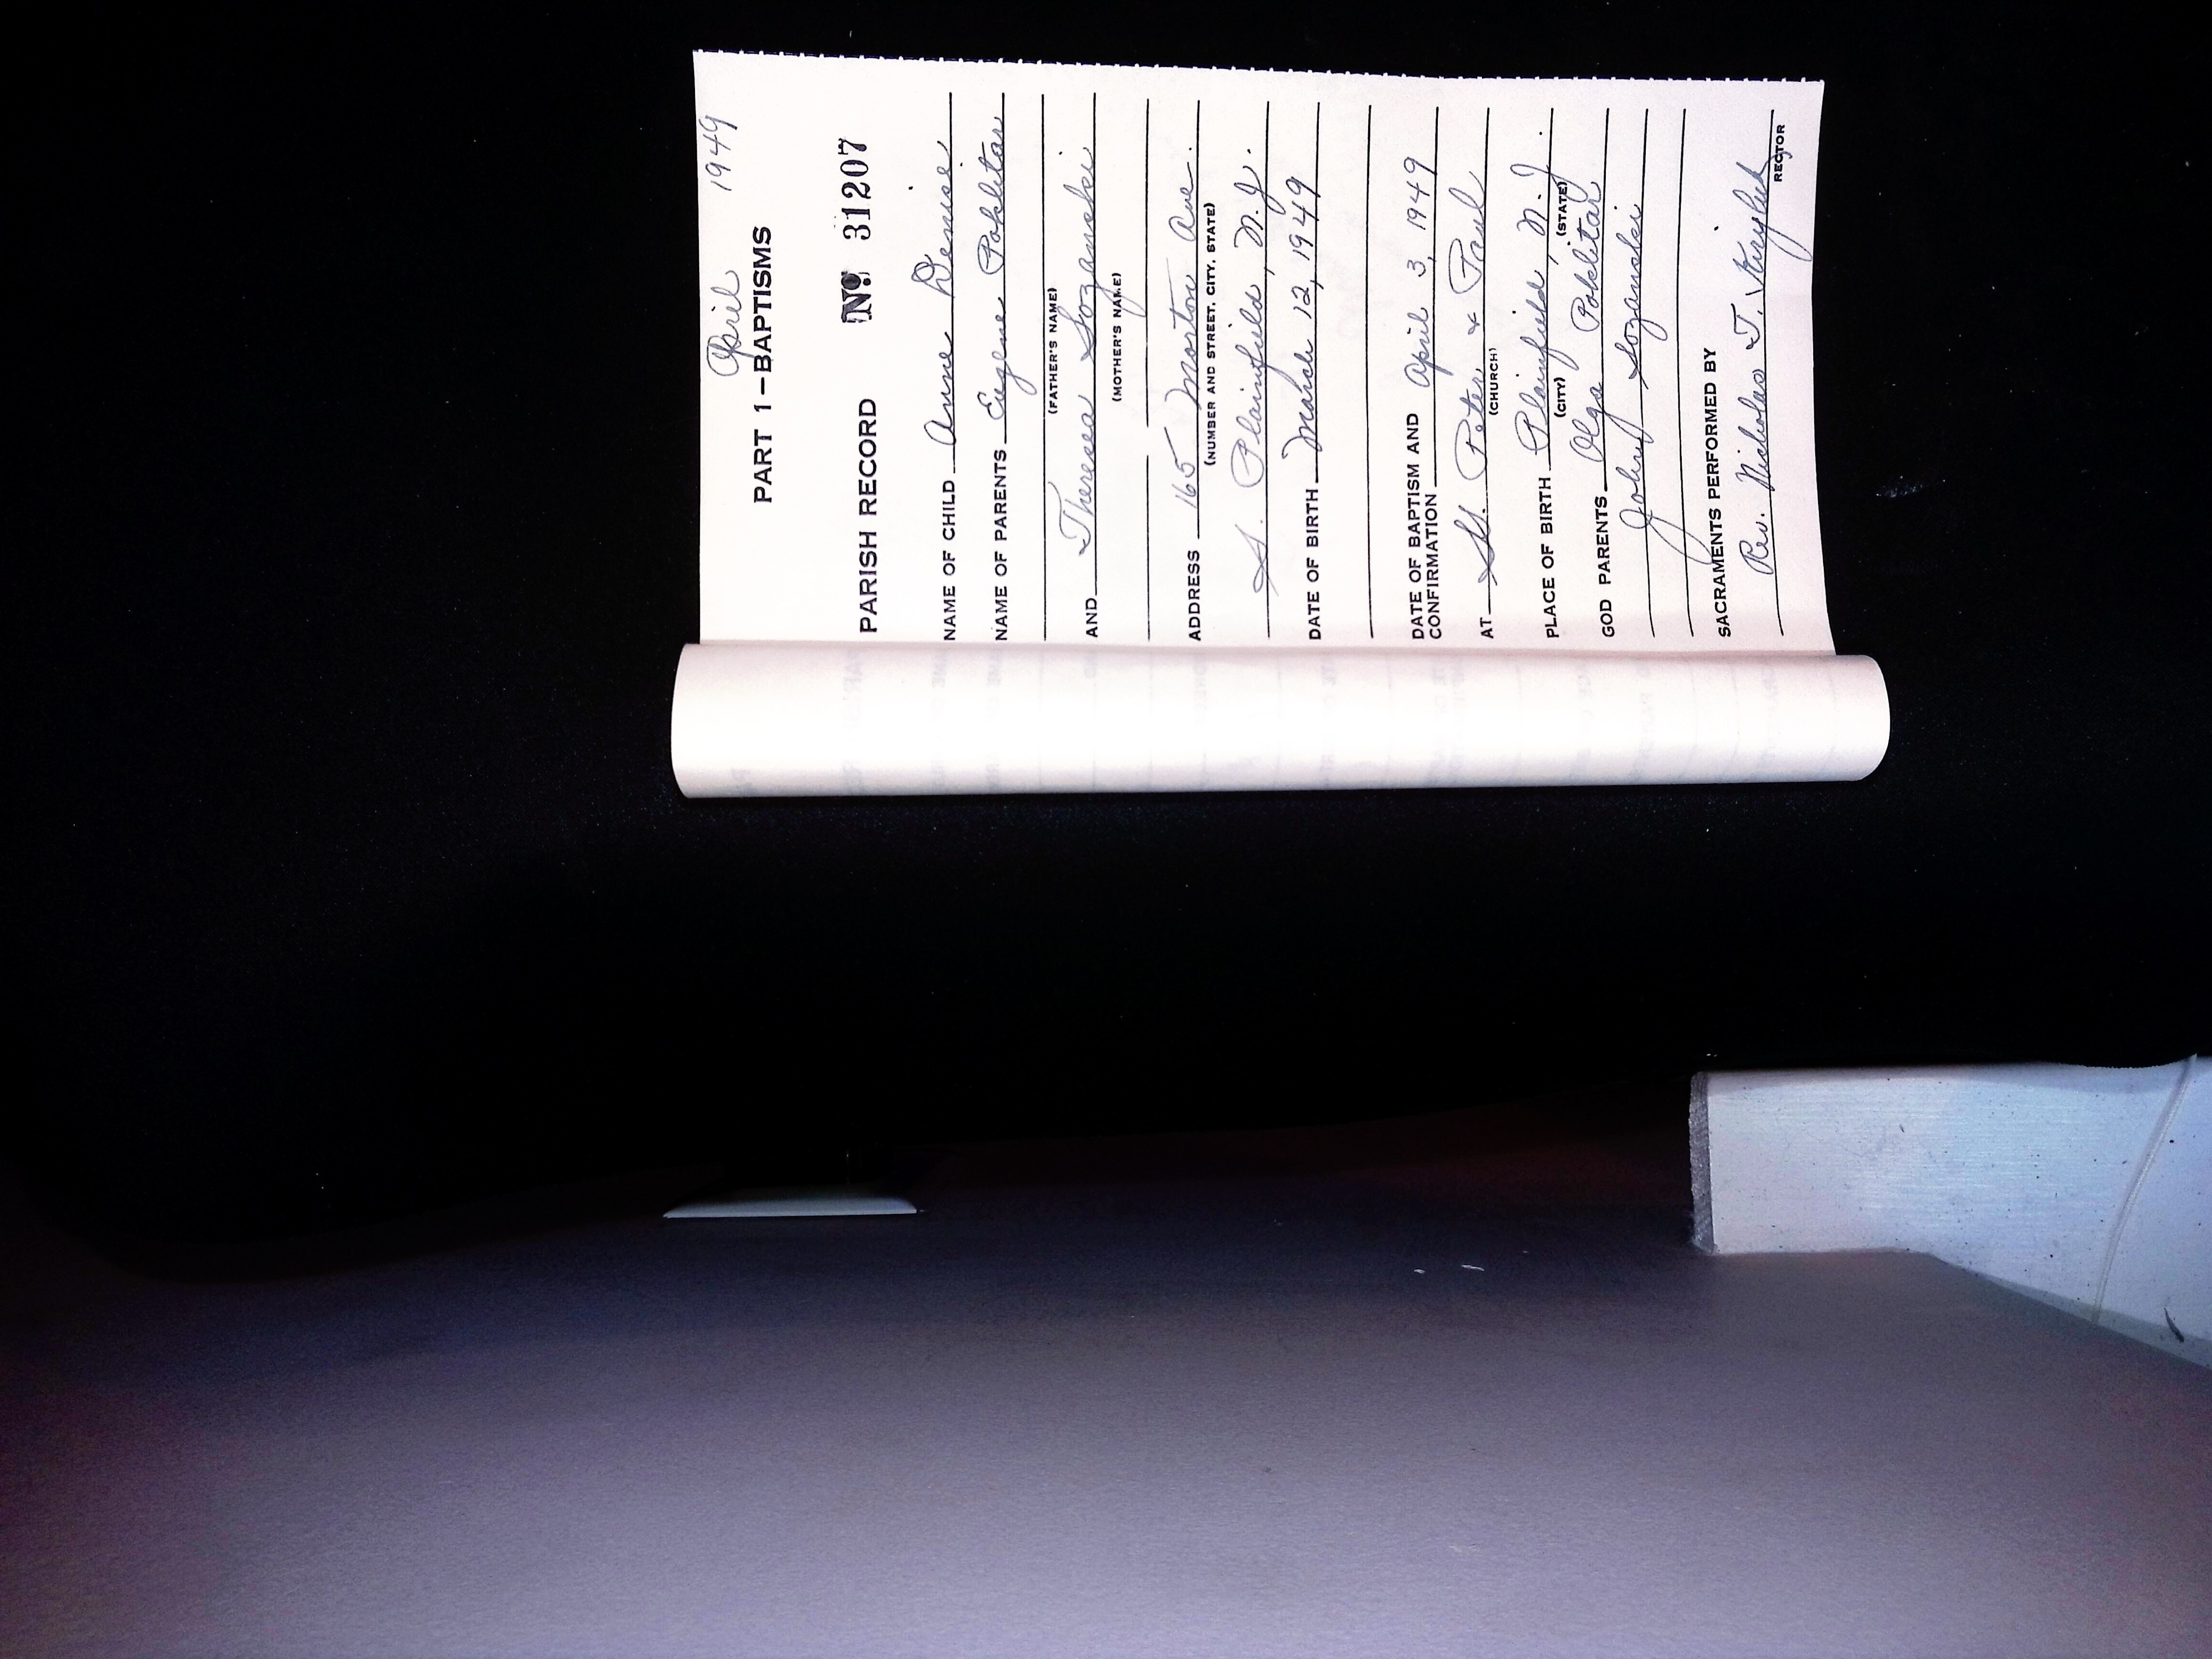 April 1949
PART 1-BAPTISMS
PARISH RECORD No. 31207
NAME OF CHILD Anne Denise
NAME OF PARENTS Eugene Poklitar
(FATHER'S NAME)
AND Theresa Sozanski
(MOTHER'S NAME)
ADDRESS 165 Morton Ave.
(NUMBER AND STREET, CITY, STATE)
S. Plainfield, N.J.
DATE OF BIRTH March 12, 1949
DATE OF BAPTISM AND
CONFIRMATION April 3, 1949
AT SS. Peter & Paul
(CHURCH)
PLACE OF BIRTH Plainfield, N.J.
(CITY) (STATE)
GOD PARENTS Olga Poklitar
John Sozanski
SACRAMENTS PERFORMED BY
Rev. Nicholas T. Kiryluk
RECTOR